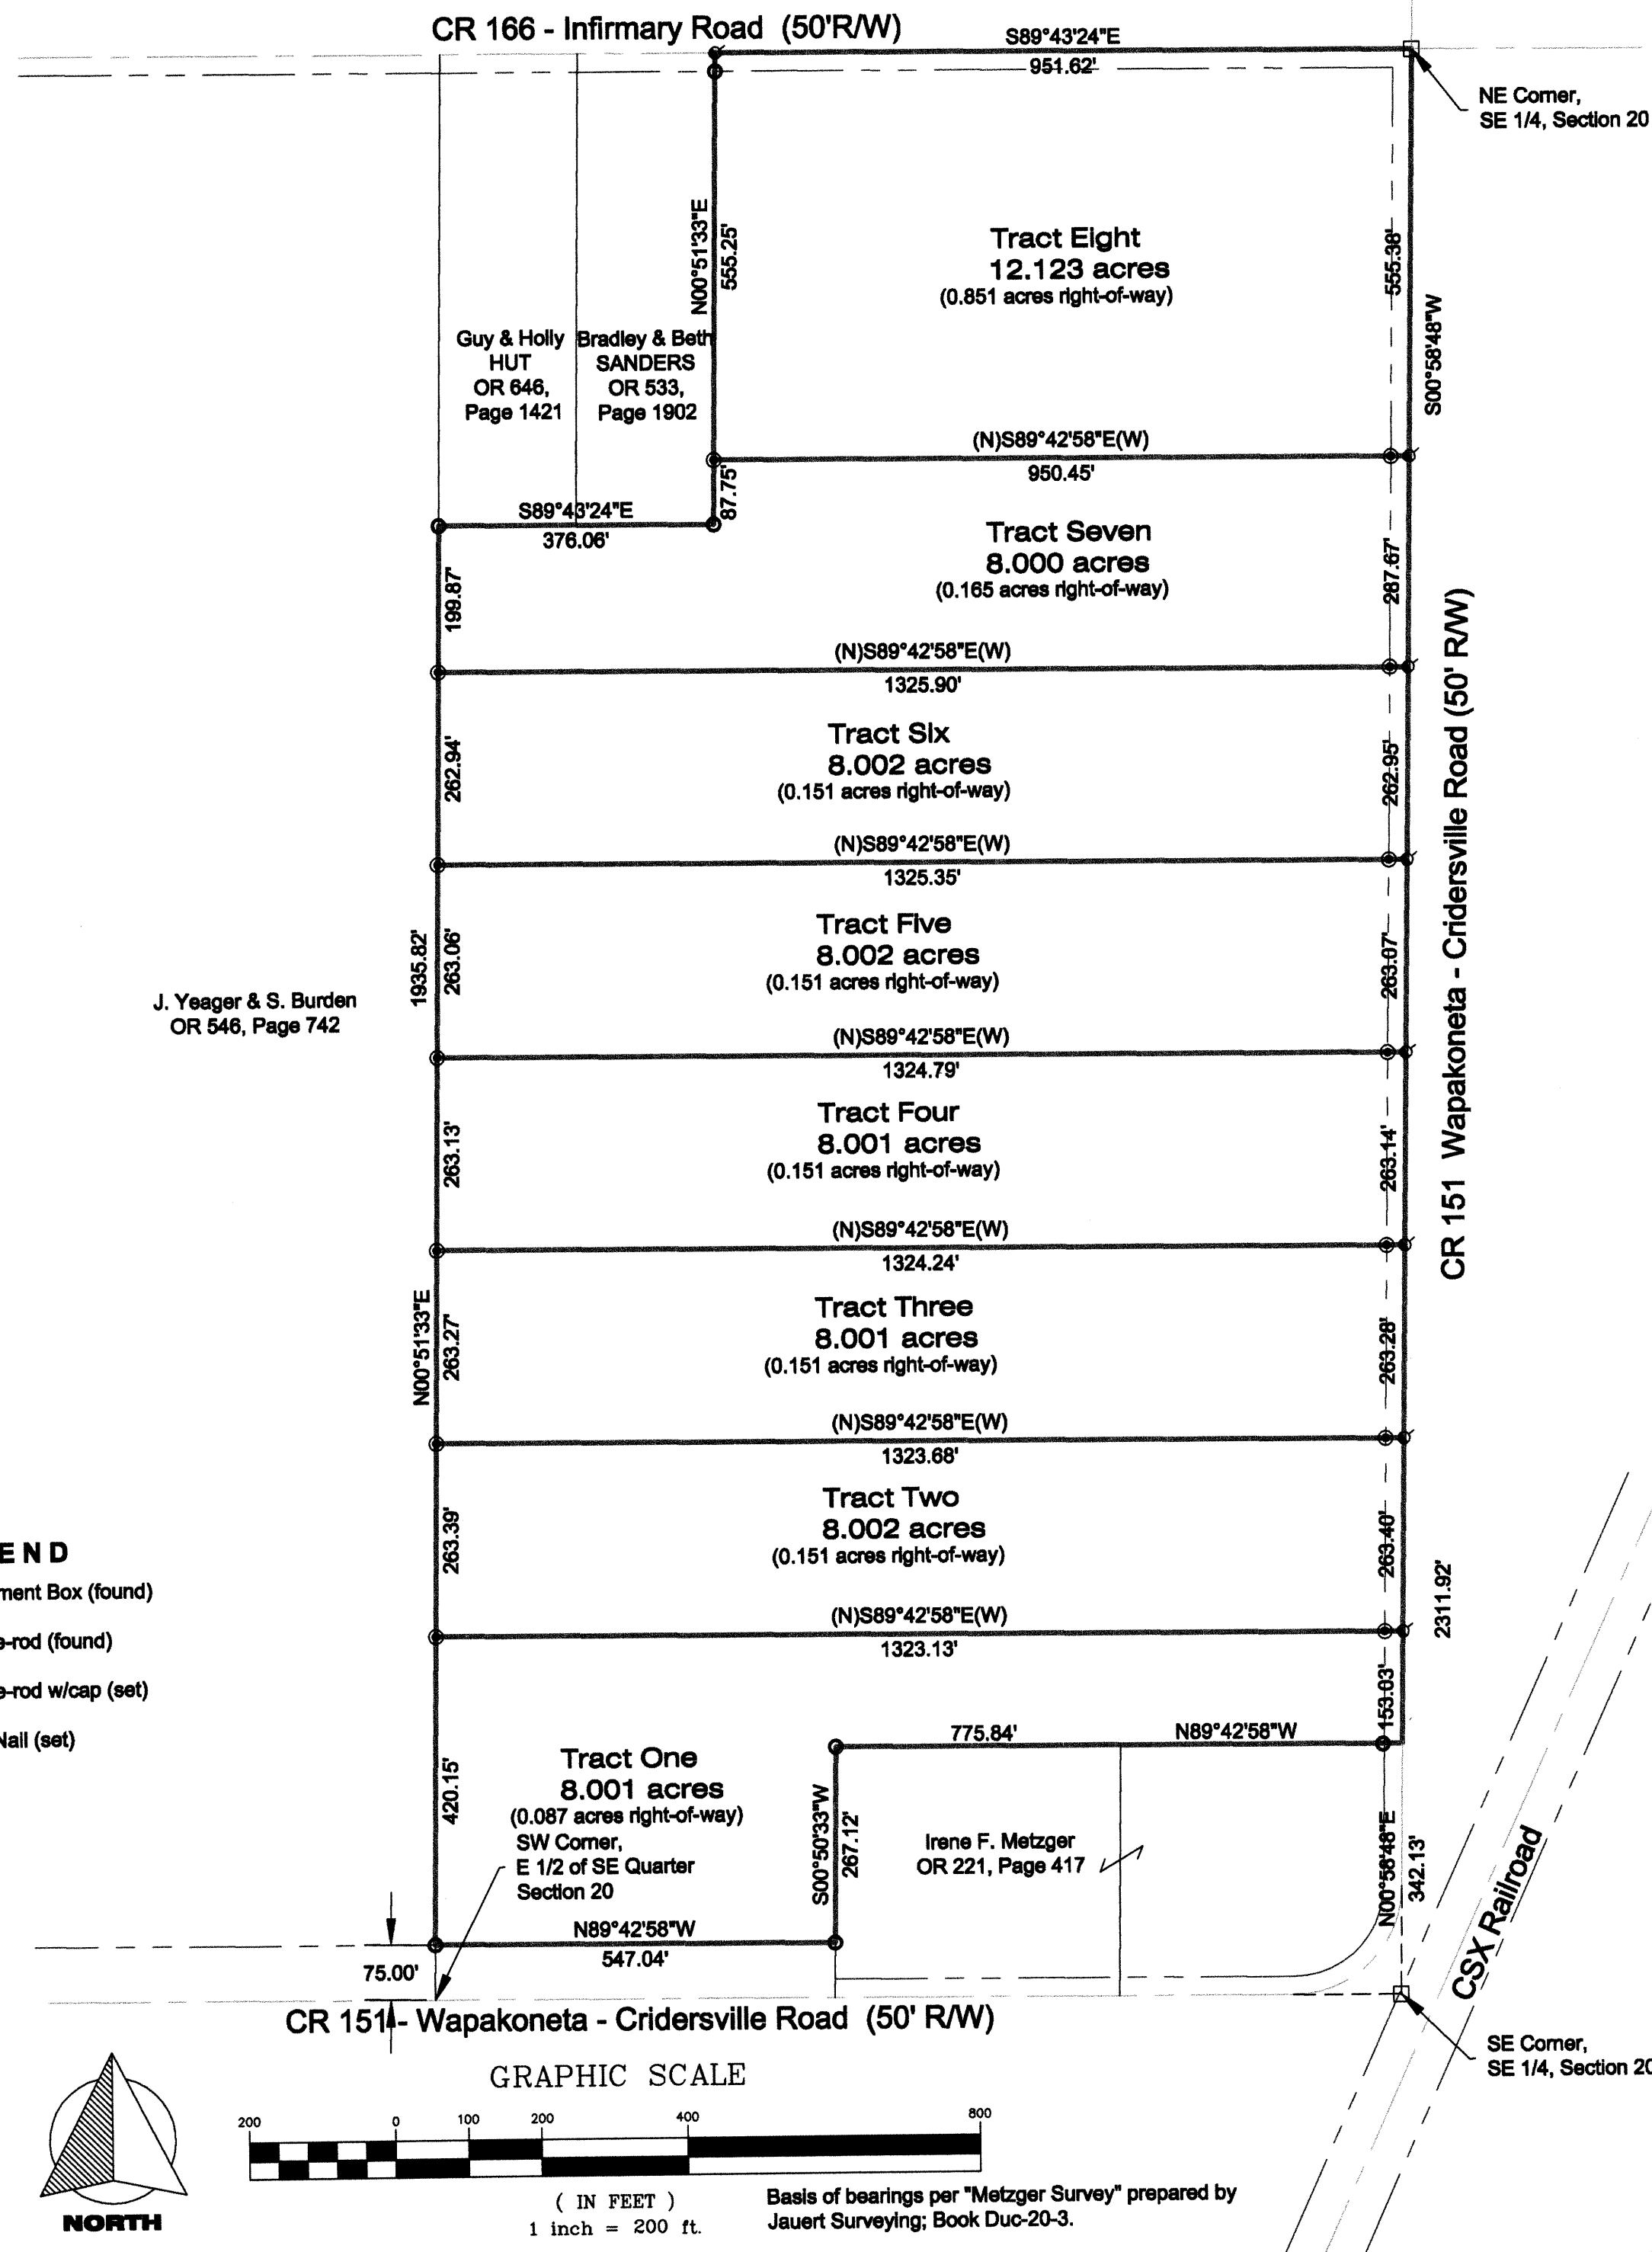 CR 166 - Infirmary Road (50'R/W)
S89°43'24"E
951.62'
NE Corner,
SE 1/4, Section 20
N00°51'33"E
555.25'
Tract Eight
12.123 acres
(0.851 acres right-of-way)
555.38'
S00°58'48"W
Guy & Holly
HUT
OR 646,
Page 1421
Bradley & Beth
SANDERS
OR 533,
Page 1902
(N)S89°42'58"E(W)
950.45'
87.75'
S89°43'24"E
376.06'
Tract Seven
8.000 acres
(0.165 acres right-of-way)
199.87'
287.67'
(N)S89°42'58"E(W)
1325.90'
Tract Six
8.002 acres
(0.151 acres right-of-way)
262.94'
262.95'
CR 151 Wapakoneta - Cridersville Road (50' R/W)
(N)S89°42'58"E(W)
1325.35'
Tract Five
8.002 acres
(0.151 acres right-of-way)
1935.82'
263.06'
263.07'
J. Yeager & S. Burden
OR 546, Page 742
(N)S89°42'58"E(W)
1324.79'
Tract Four
8.001 acres
(0.151 acres right-of-way)
263.13'
263.14'
(N)S89°42'58"E(W)
1324.24'
Tract Three
8.001 acres
(0.151 acres right-of-way)
N00°51'33"E
263.27'
263.28'
(N)S89°42'58"E(W)
1323.68'
Tract Two
8.002 acres
(0.151 acres right-of-way)
263.39'
263.40'
2311.92'
END
ment Box (found)
e-rod (found)
e-rod w/cap (set)
Nail (set)
(N)S89°42'58"E(W)
1323.13'
153.03'
775.84'
N89°42'58"W
Tract One
8.001 acres
(0.087 acres right-of-way)
420.15'
SW Corner,
E 1/2 of SE Quarter
Section 20
S00°50'33"W
267.12'
Irene F. Metzger
OR 221, Page 417
N00°58'48"E
342.13'
CSX Railroad
N89°42'58"W
547.04'
75.00'
CR 151 - Wapakoneta - Cridersville Road (50' R/W)
SE Corner,
SE 1/4, Section 20
GRAPHIC SCALE
200 0 100 200 400 800
( IN FEET )
1 inch = 200 ft.
NORTH
Basis of bearings per "Metzger Survey" prepared by
Jauert Surveying; Book Duc-20-3.